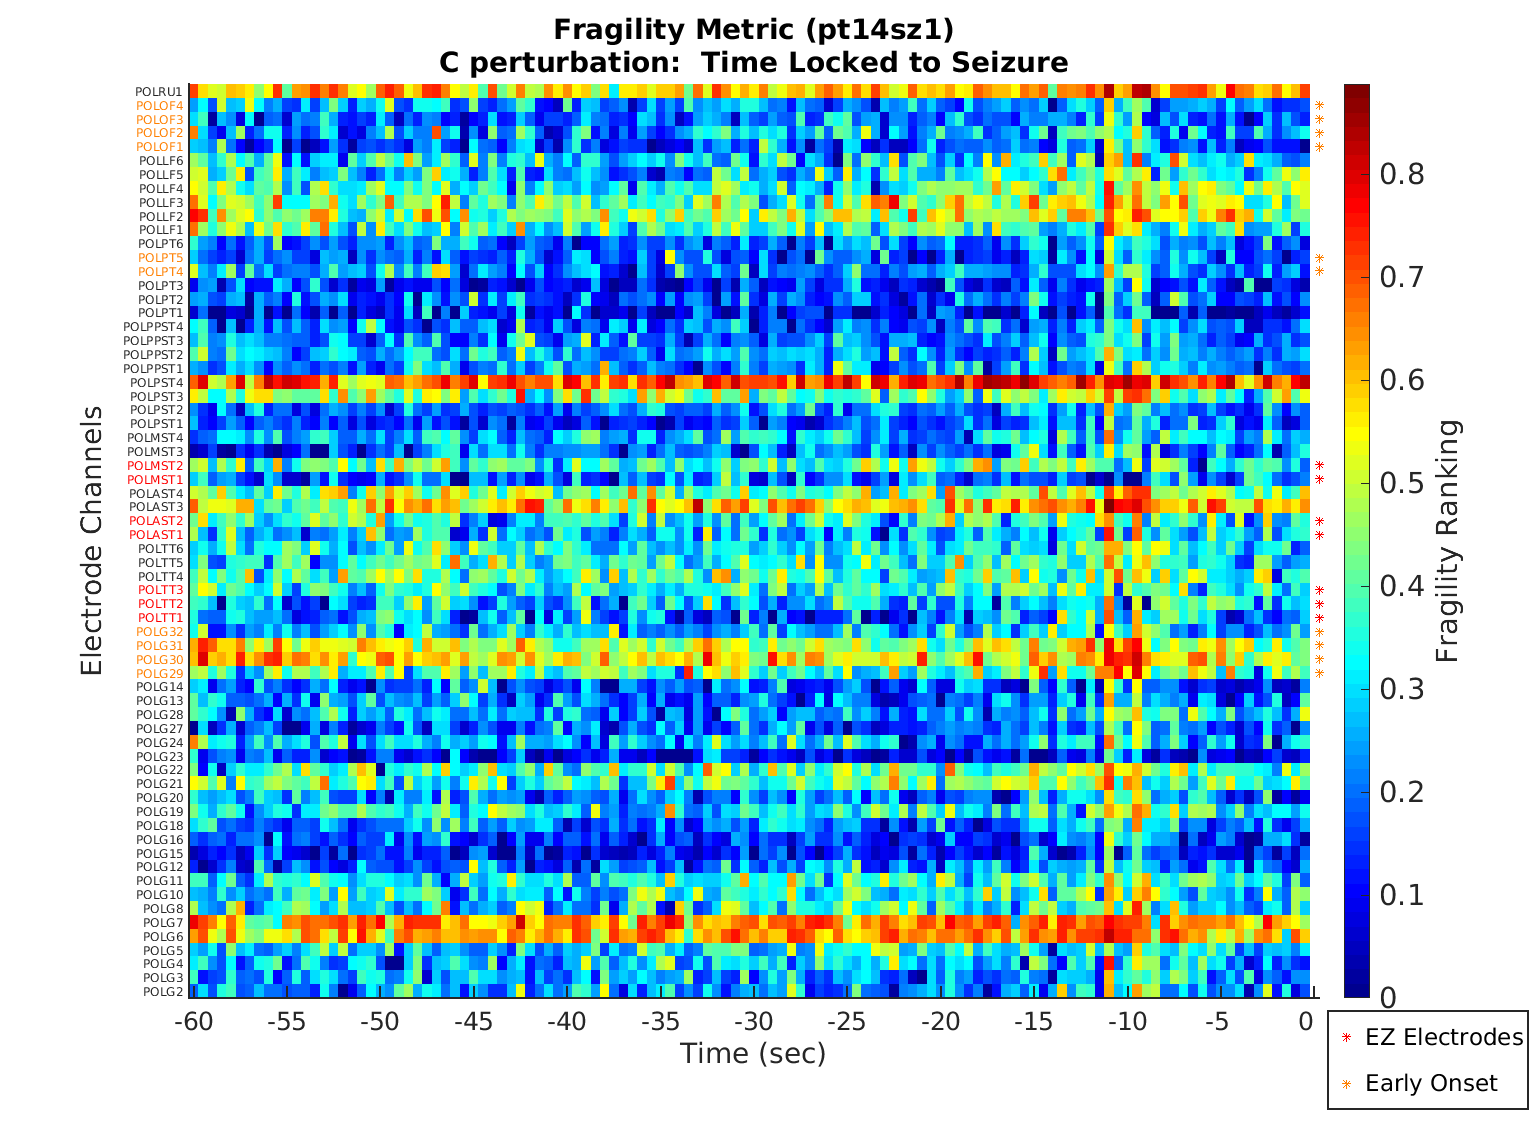 Fragility Metric (pt14sz1)
C perturbation:  Time Locked to Seizure
Electrode Channels
POLRU1
POLOF4
POLOF3
POLOF2
POLOF1
POLLF6
POLLF5
POLLF4
POLLF3
POLLF2
POLLF1
POLPT6
POLPT5
POLPT4
POLPT3
POLPT2
POLPT1
POLPPST4
POLPPST3
POLPPST2
POLPPST1
POLPST4
POLPST3
POLPST2
POLPST1
POLMST4
POLMST3
POLMST2
POLMST1
POLAST4
POLAST3
POLAST2
POLAST1
POLTT6
POLTT5
POLTT4
POLTT3
POLTT2
POLTT1
POLG32
POLG31
POLG30
POLG29
POLG14
POLG13
POLG28
POLG27
POLG24
POLG23
POLG22
POLG21
POLG20
POLG19
POLG18
POLG16
POLG15
POLG12
POLG11
POLG10
POLG8
POLG7
POLG6
POLG5
POLG4
POLG3
POLG2
-60 -55 -50 -45 -40 -35 -30 -25 -20 -15 -10 -5 0
Time (sec)
0.8
0.7
0.6
0.5
0.4
0.3
0.2
0.1
0
Fragility Ranking
EZ Electrodes
Early Onset